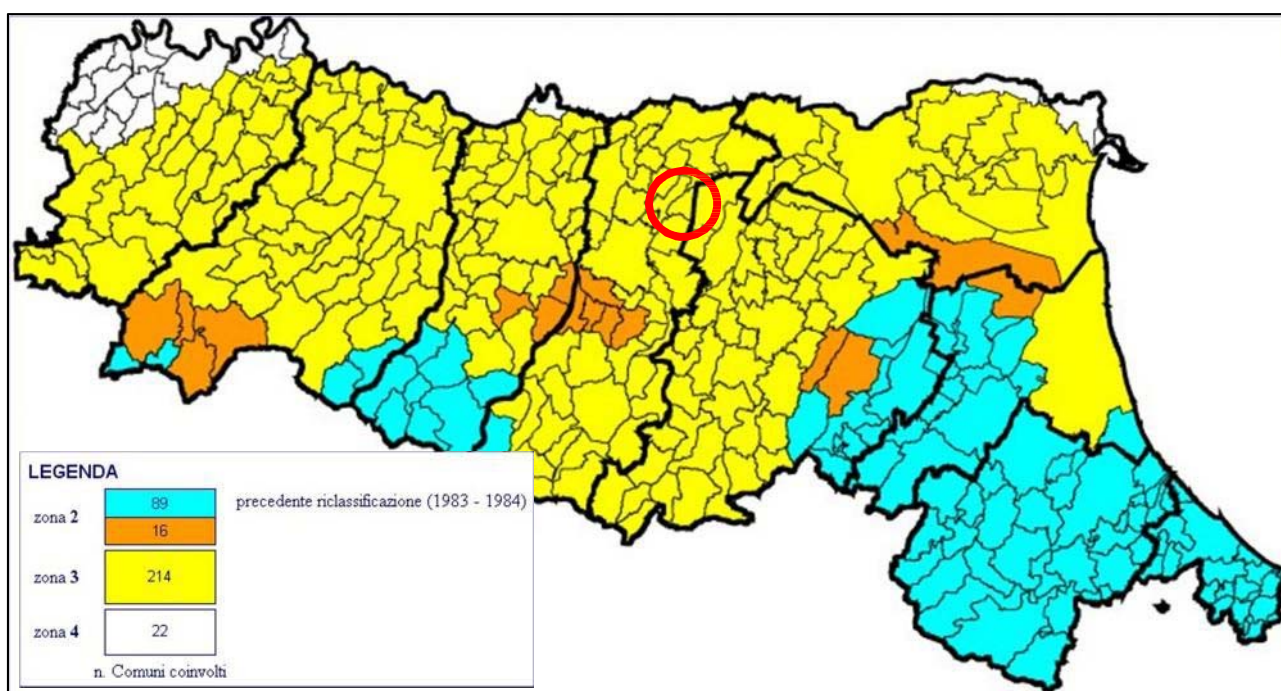 LEGENDA
zona 2
89
precedente riclassificazione (1983 - 1984)
16
zona 3
214
zona 4
22
n. Comuni coinvolti